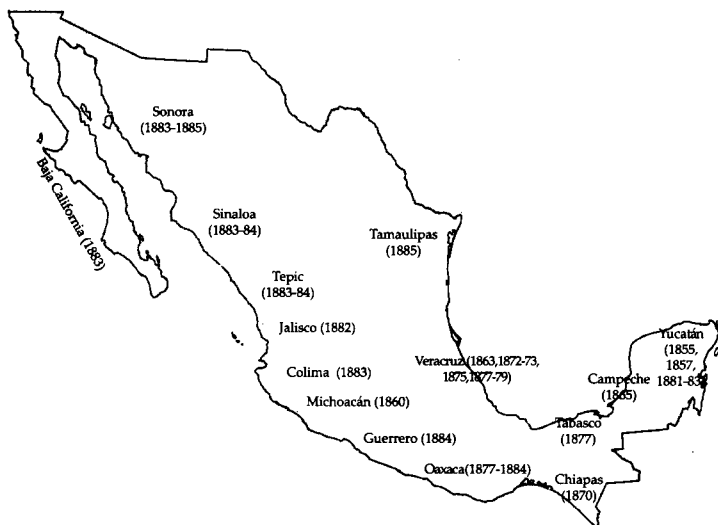 Sonora
(1883-1885)
Baja California (1883)
Sinaloa
(1883-84)
Tamaulipas
(1885)
Tepic
(1883-84)
Jalisco (1882)
Colima (1883)
Michoacán (1860)
Guerrero (1884)
Oaxaca(1877-1884)
Veracruz (1863,1872-73,
1875,1877-79)
Yucatán
(1855,
1857,
1881-83)
Campeche
(1865)
Tabasco
(1877)
Chiapas
(1870)